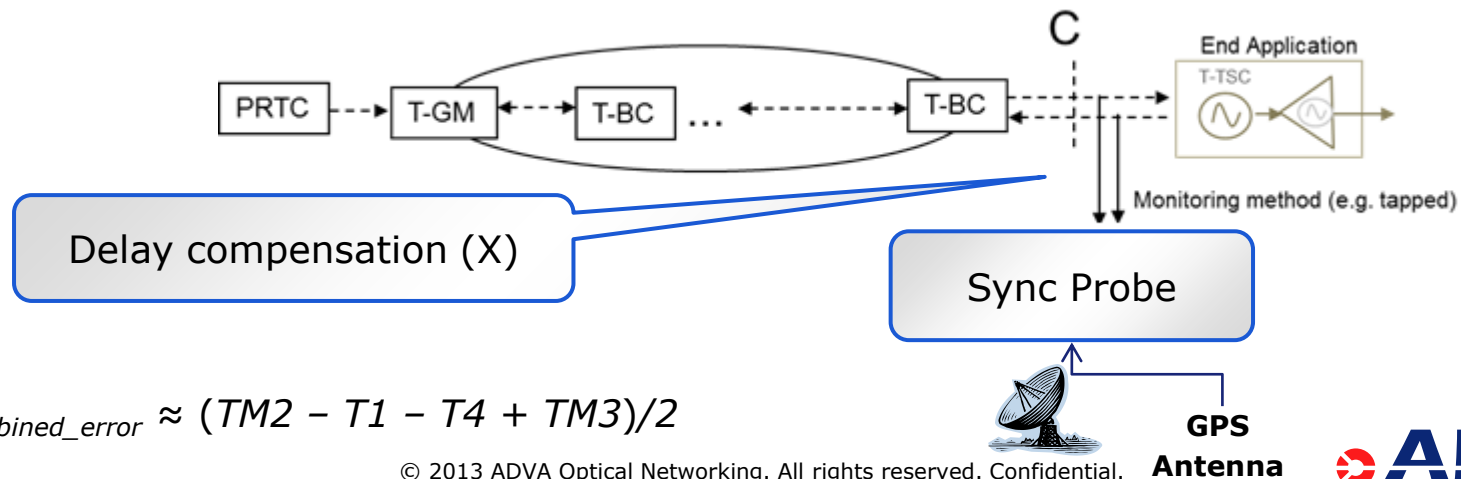 C
End Application
T-TSC
PRTC
T-GM
T-BC
...
T-BC
Monitoring method (e.g. tapped)
Delay compensation (X)
Sync Probe
bined_error ≈ (TM2 – T1 – T4 + TM3)/2
GPS
Antenna
© 2013 ADVA Optical Networking. All rights reserved. Confidential.